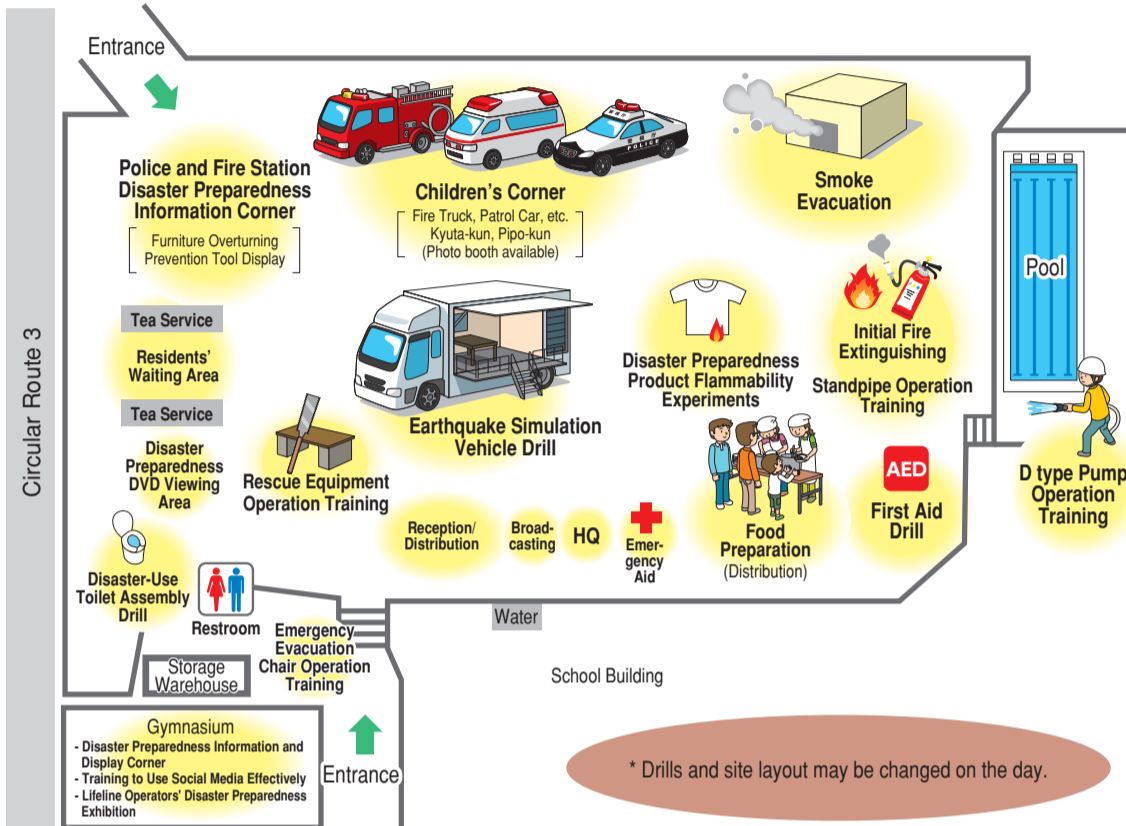 Circular Route 3
Entrance
Police and Fire Station
Disaster Preparedness
Information Corner
Furniture Overturning
Prevention Tool Display
Children's Corner
Fire Truck, Patrol Car, etc.
Kyuta-kun, Pipo-kun
(Photo booth available)
POLICE
Smoke
Evacuation
Pool
Tea Service
Residents'
Waiting Area
Tea Service
Disaster
Preparedness
DVD Viewing
Area
Rescue Equipment
Operation Training
Earthquake Simulation
Vehicle Drill
Disaster Preparedness
Product Flammability
Experiments
Initial Fire
Extinguishing
Standpipe Operation
Training
D type Pump
Operation
Training
Reception/
Distribution
Broad-
casting
HQ
Emer-
gency
Aid
Food
Preparation
(Distribution)
AED
First Aid
Drill
Disaster-Use
Toilet Assembly
Drill
Restroom
Emergency
Evacuation
Chair Operation
Training
Storage
Warehouse
Water
School Building
Gymnasium
- Disaster Preparedness Information and
Display Corner
- Training to Use Social Media Effectively
- Lifeline Operators' Disaster Preparedness
Exhibition
Entrance
* Drills and site layout may be changed on the day.